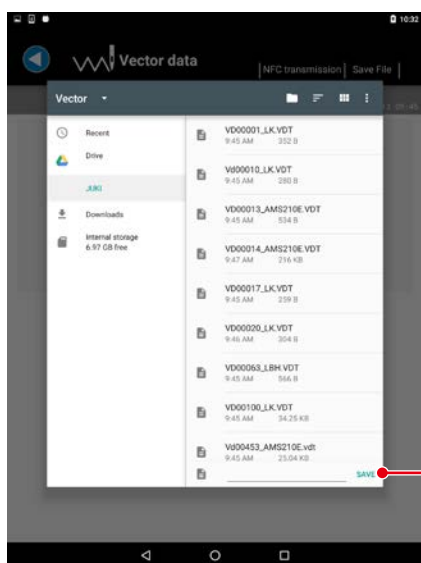 10:32
Vector data
NFC transmission
Save File
Vector
Recent
Drive
JUKI
Downloads
Internal storage
6.97 GB free
VD00001_LK.VDT
9:45 AM 352 B
Vd00010_LK.VDT
9:45 AM 280 B
VD00013_AMS210E.VDT
9:45 AM 534 B
VD00014_AMS210E.VDT
9:47 AM 216 KB
VD00017_LK.VDT
9:45 AM 239 B
VD00020_LK.VDT
9:46 AM 304 B
VD00063_LBH.VDT
9:45 AM 566 B
VD00100_LK.VDT
9:45 AM 34.25 KB
Vd00453_AMS210E.vdt
9:45 AM 25.04 KB
SAVE